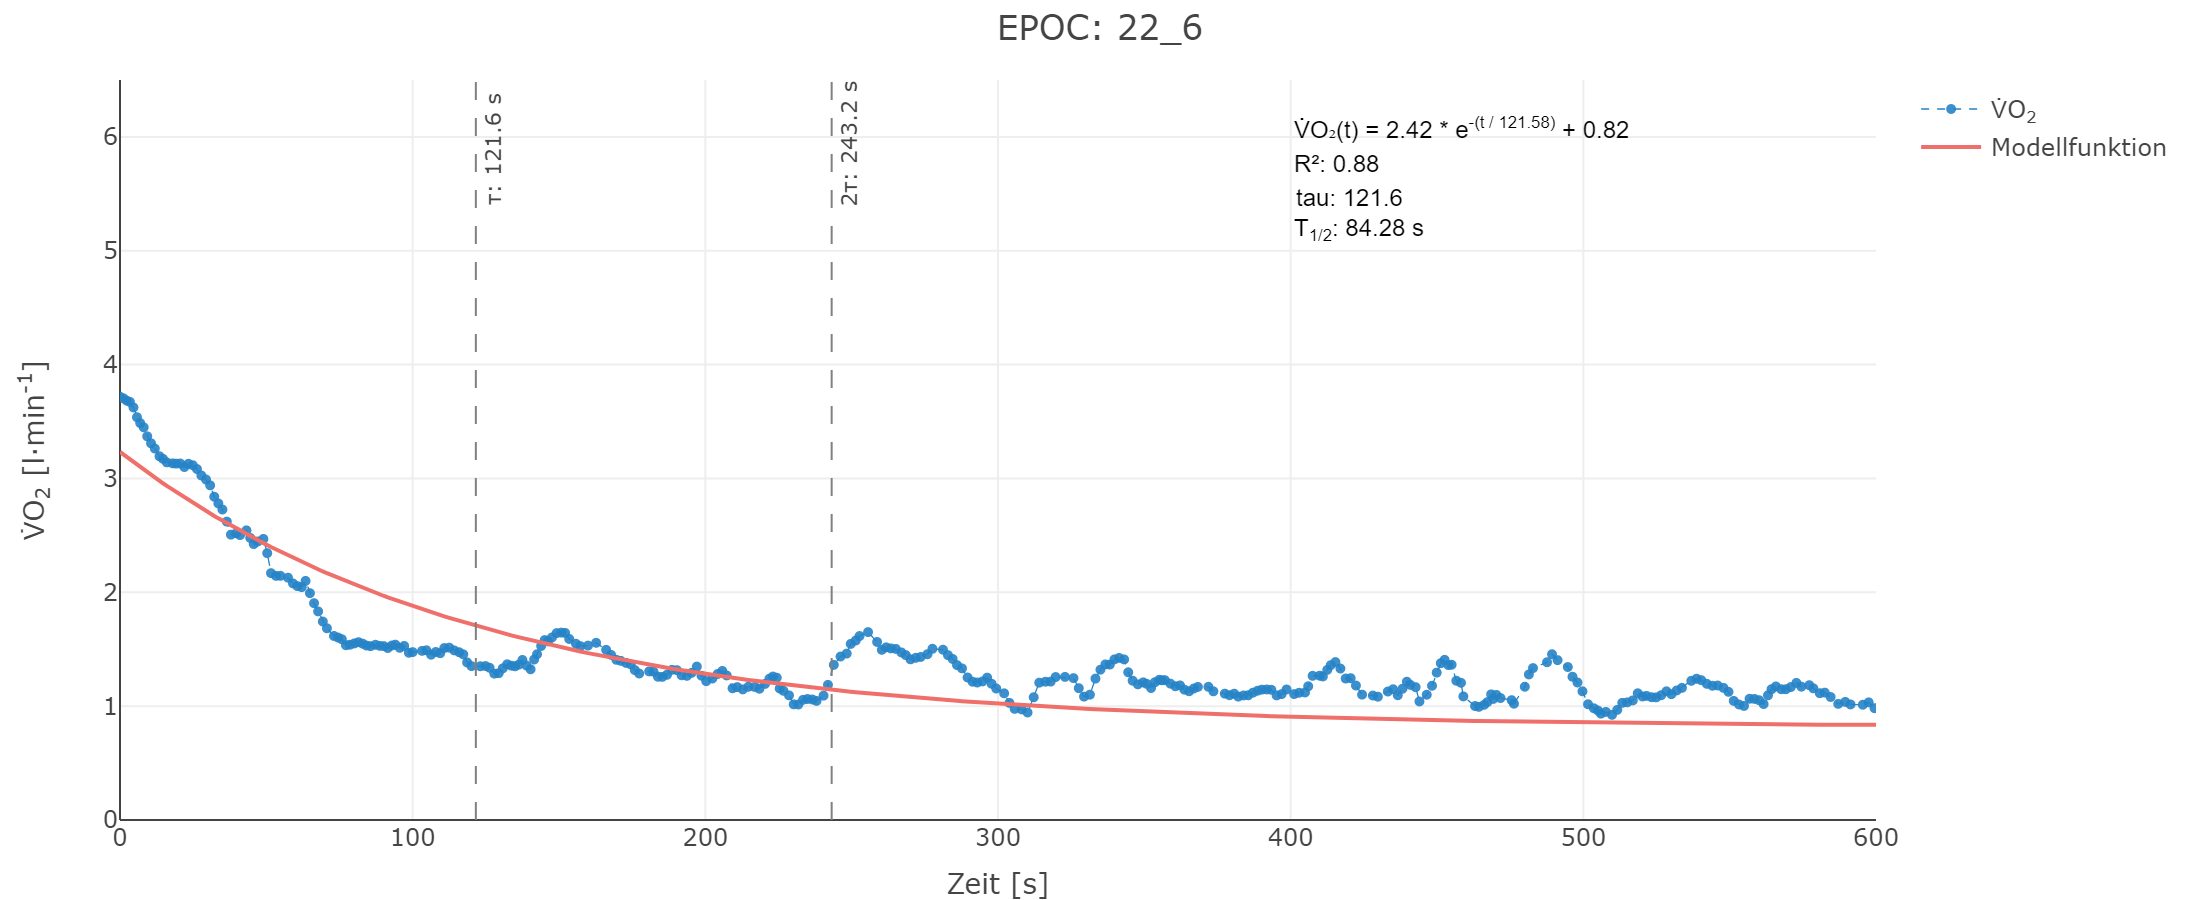 EPOC: 22_6
τ: 121.6 s
2τ: 243.2 s
V̇O₂(t) = 2.42 * e^-(t / 121.58) + 0.82
R²: 0.88
tau: 121.6
T1/2: 84.28 s
V̇O₂
Modellfunktion
V̇O₂ [l·min⁻¹]
6
5
4
3
2
1
0
0 100 200 300 400 500 600
Zeit [s]